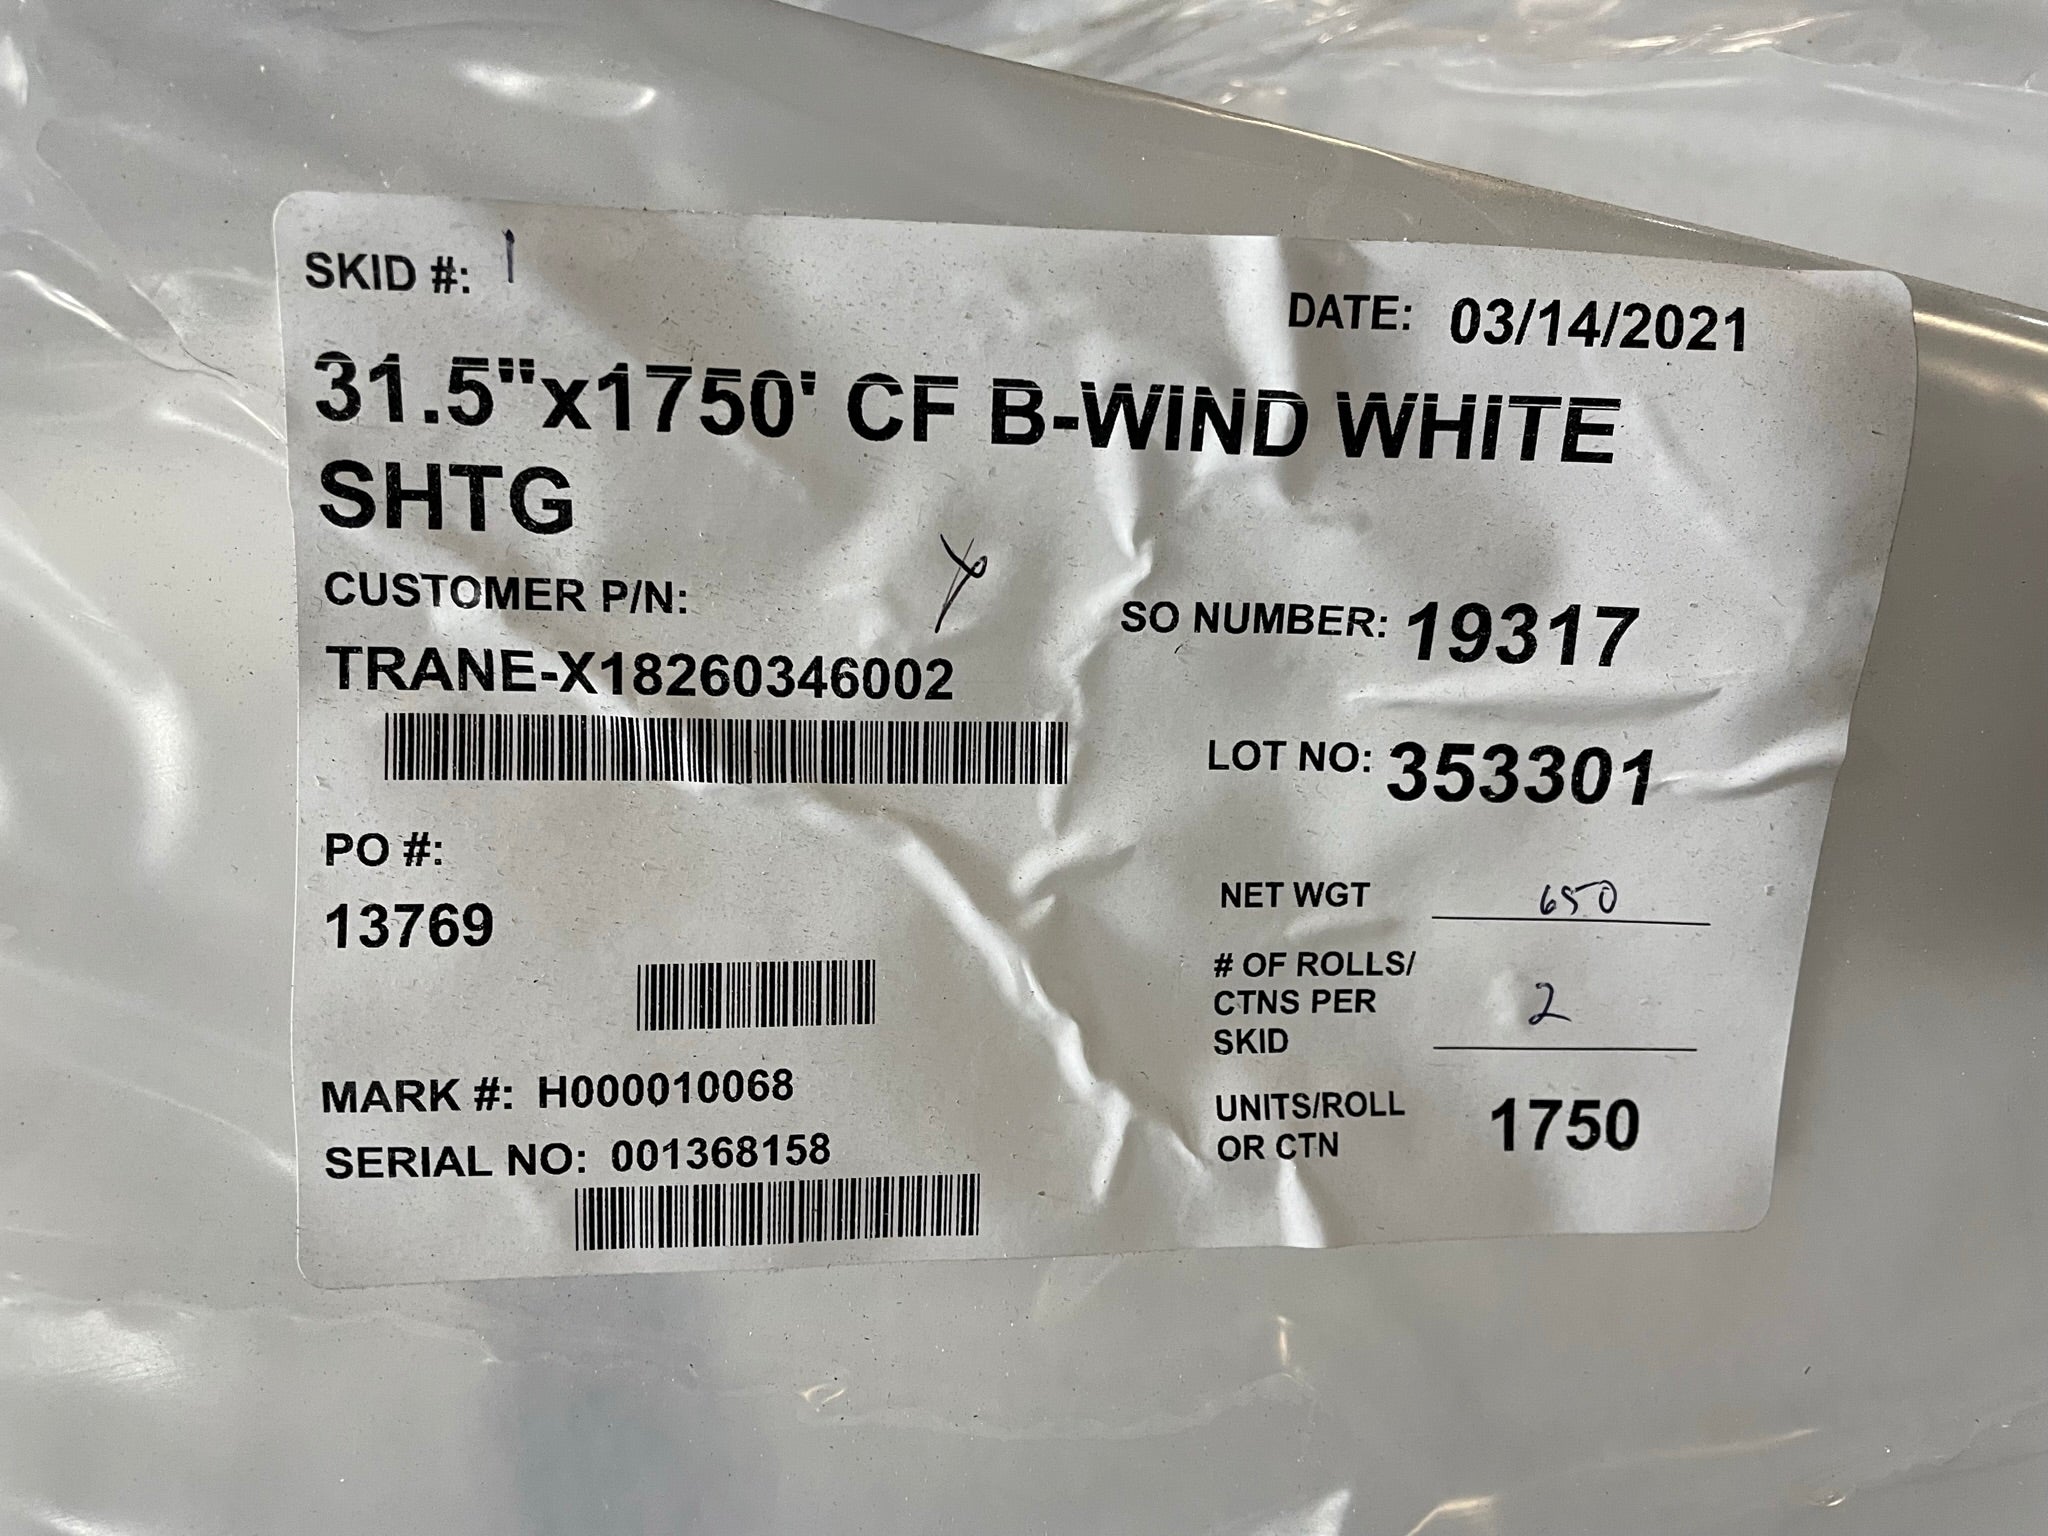 SKID #: 1
DATE: 03/14/2021
31.5"x1750' CF B-WIND WHITE
SHTG
CUSTOMER P/N:
TRANE-X18260346002
SO NUMBER: 19317
LOT NO: 353301
PO #:
13769
NET WGT 650
# OF ROLLS/
CTNS PER
SKID 2
UNITS/ROLL
OR CTN 1750
MARK #: H000010068
SERIAL NO: 001368158